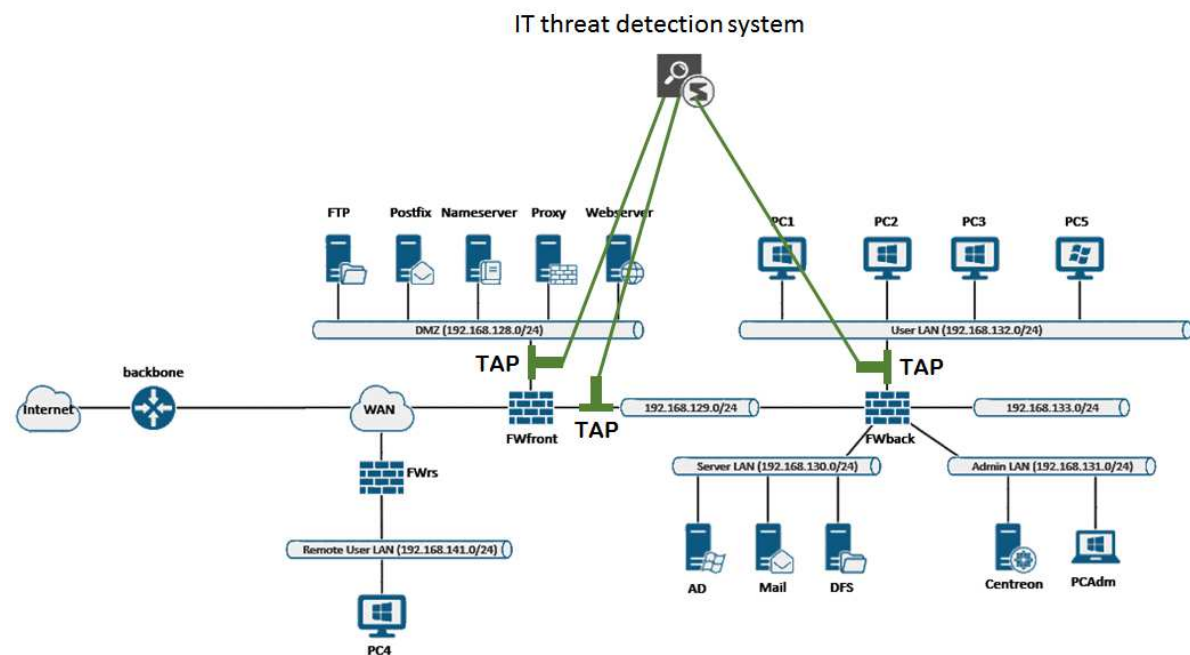 IT threat detection system
FTP
Postfix
Nameserver
Proxy
Webserver
PC1
PC2
PC3
PC5
DMZ (192.168.128.0/24)
User LAN (192.168.132.0/24)
TAP
TAP
backbone
Internet
WAN
192.168.129.0/24
192.168.133.0/24
FWfront
TAP
FWback
FWrs
Server LAN (192.168.130.0/24)
Admin LAN (192.168.131.0/24)
Remote User LAN (192.168.141.0/24)
AD
Mail
DFS
Centreon
PCAdm
PC4